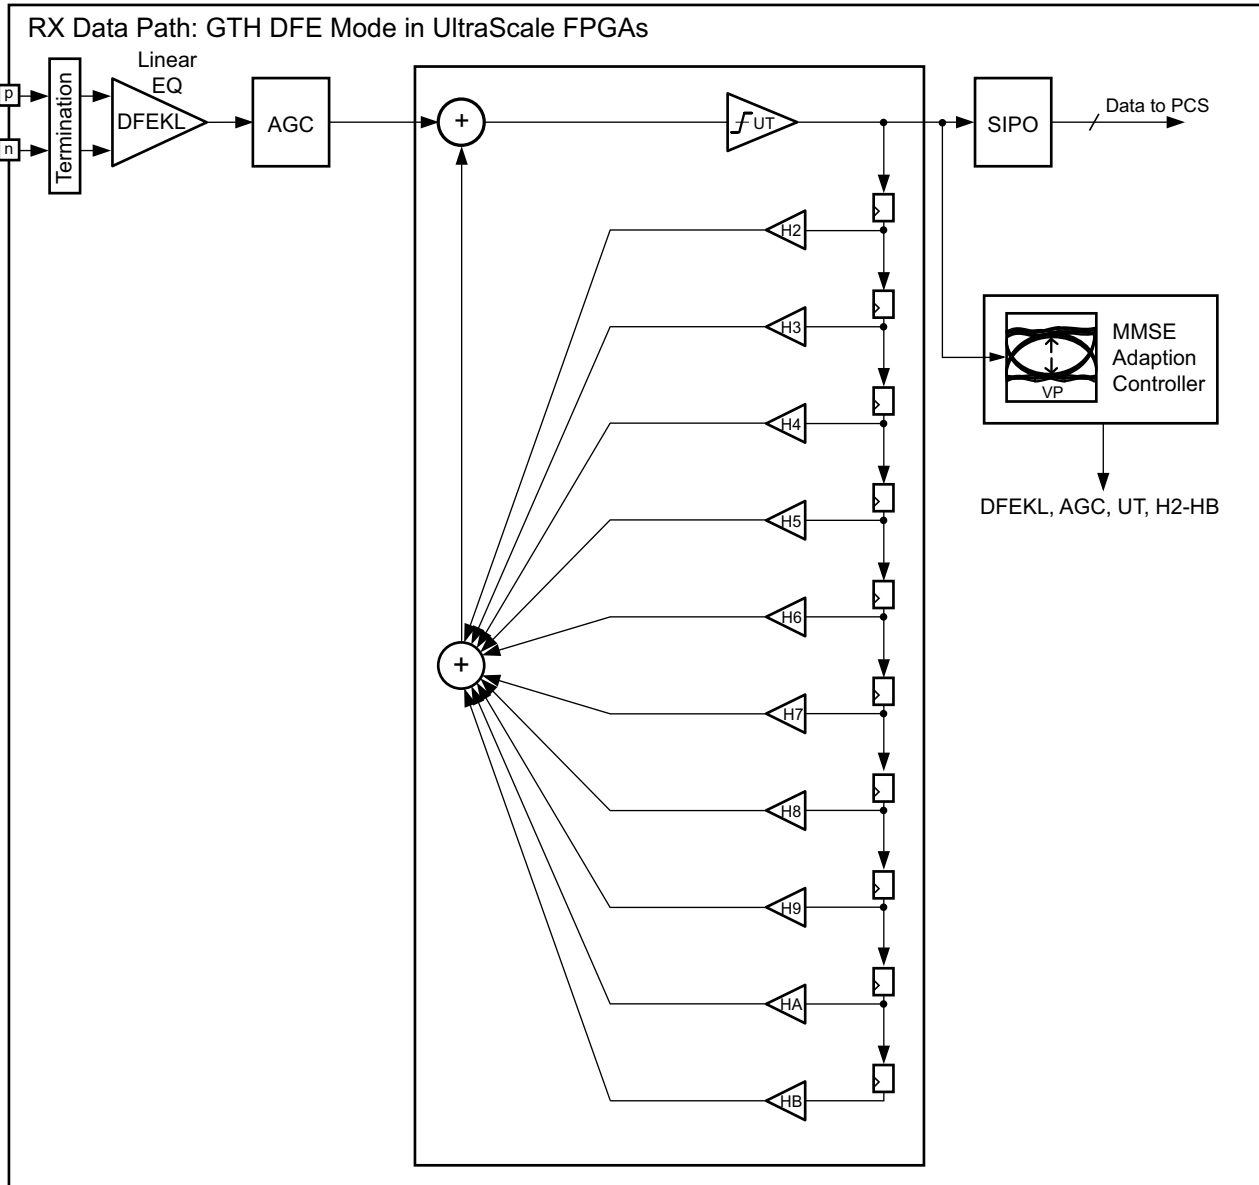 RX Data Path: GTH DFE Mode in UltraScale FPGAs
Linear
EQ
p
n
Termination
DFEKL
AGC
+
UT
SIPO
Data to PCS
H2
H3
H4
H5
H6
+
H7
H8
H9
HA
HB
VP
MMSE
Adaption
Controller
DFEKL, AGC, UT, H2-HB